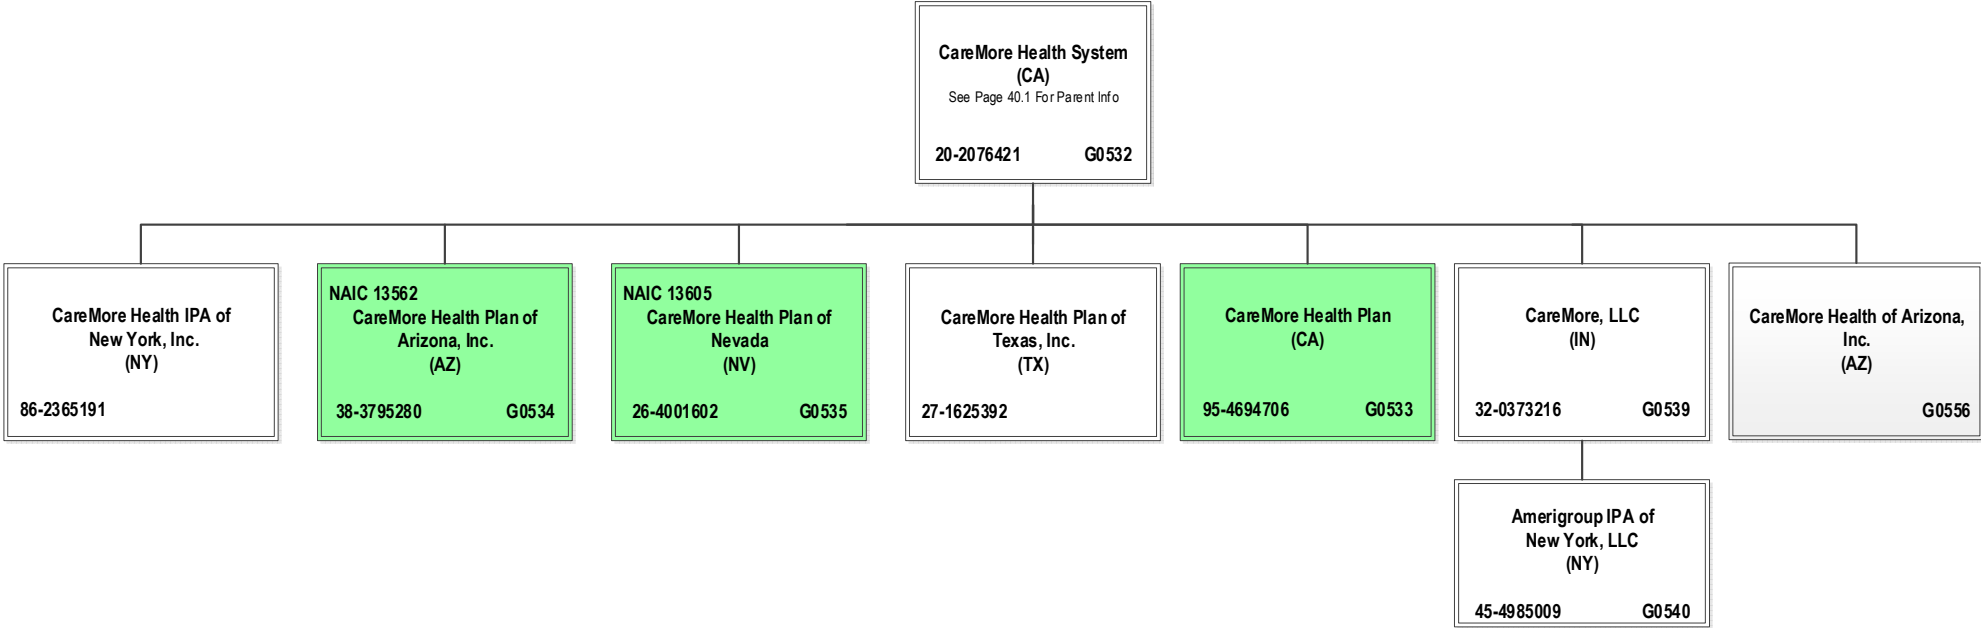 CareMore Health System
(CA)
See Page 40.1 For Parent Info
20-2076421 G0532
CareMore Health IPA of
New York, Inc.
(NY)
86-2365191
NAIC 13562
CareMore Health Plan of
Arizona, Inc.
(AZ)
38-3795280 G0534
NAIC 13605
CareMore Health Plan of
Nevada
(NV)
26-4001602 G0535
CareMore Health Plan of
Texas, Inc.
(TX)
27-1625392
CareMore Health Plan
(CA)
95-4694706 G0533
CareMore, LLC
(IN)
32-0373216 G0539
CareMore Health of Arizona,
Inc.
(AZ)
G0556
Amerigroup IPA of
New York, LLC
(NY)
45-4985009 G0540